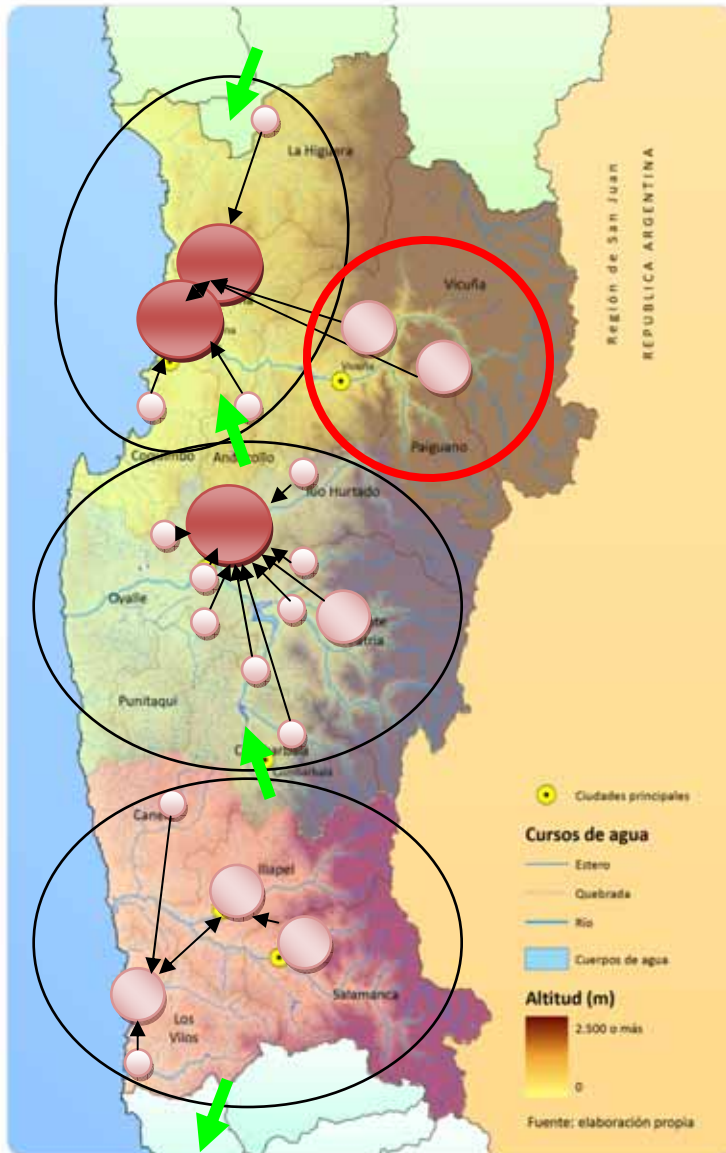 La Higuera
Región de San Juan
REPUBLICA ARGENTINA
Vicuña
Vicuña
Paiguano
Coquimbo
Andacollo
Rio Hurtado
Ovalle
Punitaqui
Combarbalá
Illapel
Salamanca
Los
Vilos
Ciudades principales
Cursos de agua
Estero
Quebrada
Río
Cuerpos de agua
Altitud (m)
2.500 o más
0
Fuente: elaboración propia